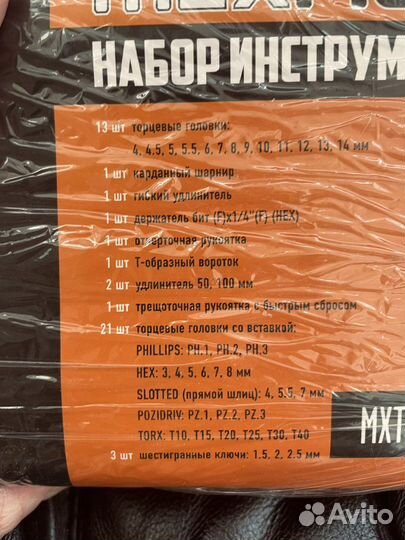 НАБОР ИНСТРУМ
13 шт торцевые головки:
4, 4.5, 5, 5.5, 6, 7, 8, 9, 10, 11, 12, 13, 14 мм
1 шт карданный шарнир
1 шт гибкий удлинитель
1 шт держатель бит (F)x1/4"(F) (HEX)
1 шт отверточная рукоятка
1 шт Т-образный вороток
2 шт удлинитель 50, 100 мм
1 шт трещоточная рукоятка с быстрым сбросом
21 шт торцевые головки со вставкой:
PHILLIPS: PH.1, PH.2, PH.3
HEX: 3, 4, 5, 6, 7, 8 мм
SLOTTED (прямой шлиц): 4, 5.5, 7 мм
POZIDRIV: PZ.1, PZ.2, PZ.3
TORX: T10, T15, T20, T25, T30, T40
MXT
3 шт шестигранные ключи: 1.5, 2, 2.5 мм
Avito